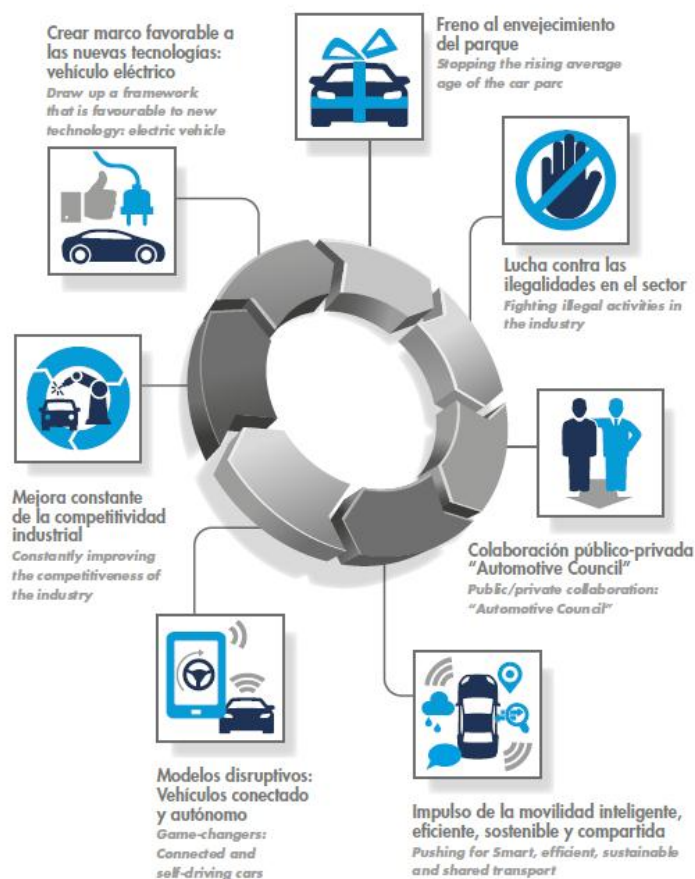 Crear marco favorable a
las nuevas tecnologías:
vehículo eléctrico
Draw up a framework
that is favourable to new
technology: electric vehicle
Freno al envejecimiento
del parque
Stopping the rising average
age of the car parc
Lucha contra las
ilegalidades en el sector
Fighting illegal activities in
the industry
Colaboración público-privada
“Automotive Council”
Public/private collaboration:
“Automotive Council”
Impulso de la movilidad inteligente,
eficiente, sostenible y compartida
Pushing for Smart, efficient, sustainable
and shared transport
Modelos disruptivos:
Vehículos conectado
y autónomo
Game-changers:
Connected and
self-driving cars
Mejora constante
de la competitividad
industrial
Constantly improving
the competitiveness of
the industry